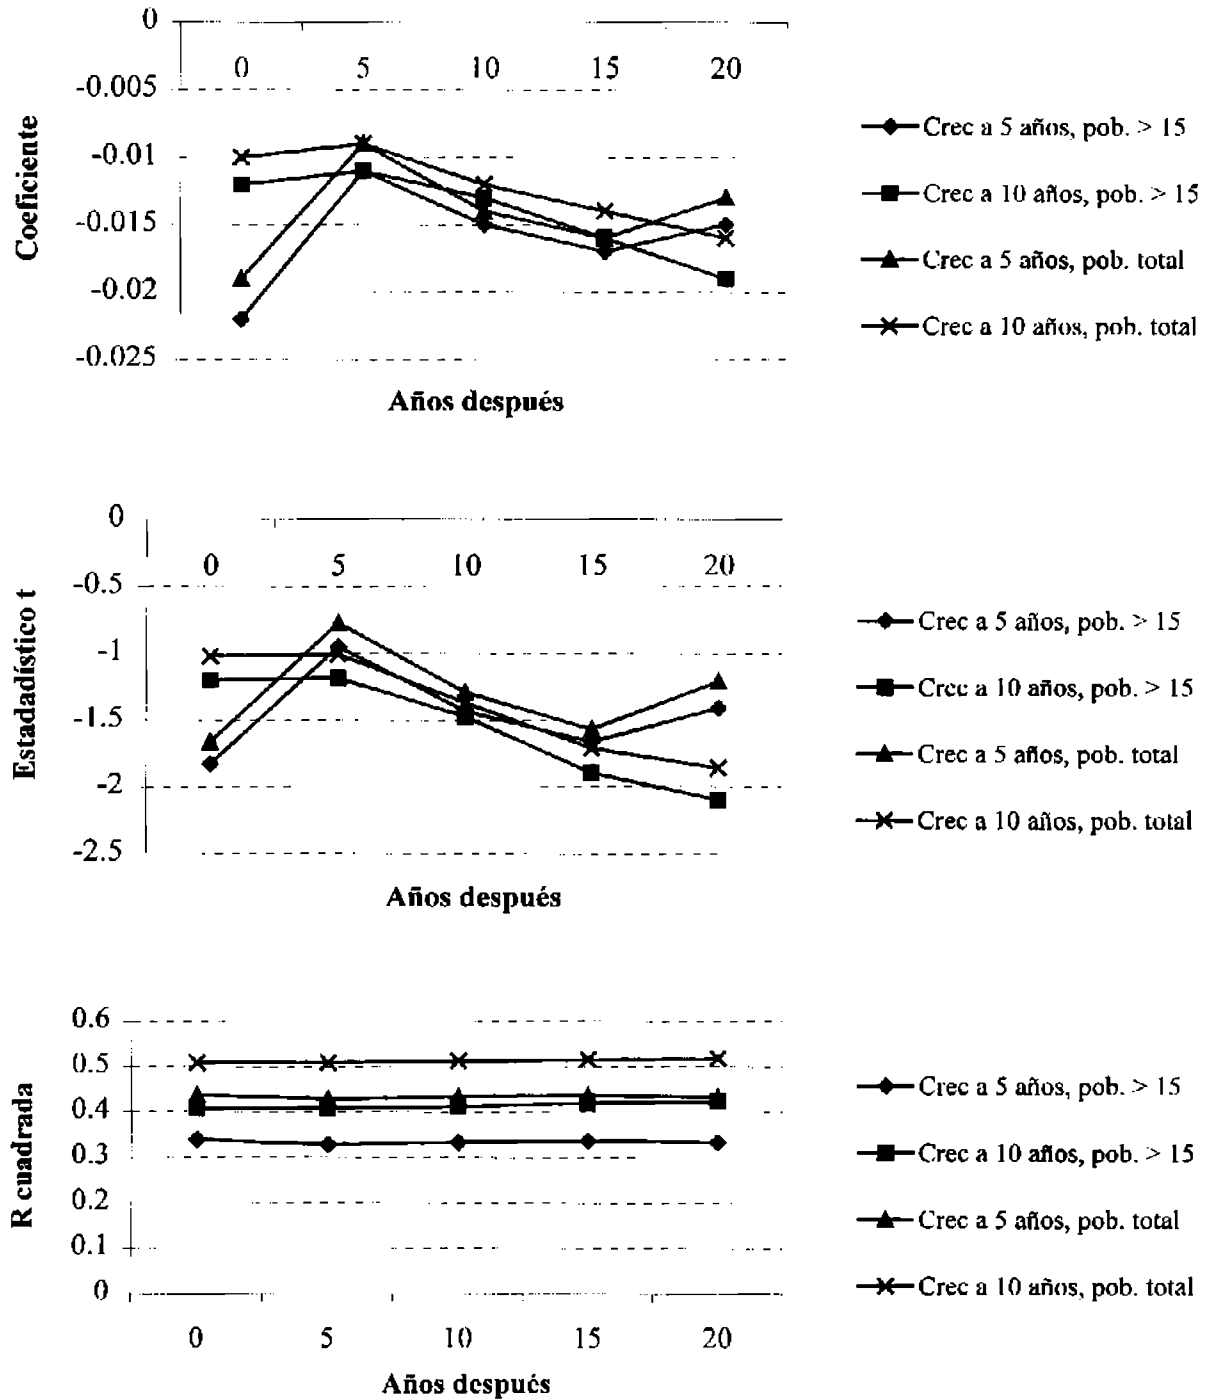 0
0 5 10 15 20
-0.005
-0.01
-0.015
-0.02
-0.025
Coeficiente
Años después
Crec a 5 años, pob. > 15
Crec a 10 años, pob. > 15
Crec a 5 años, pob. total
Crec a 10 años, pob. total
0
0 5 10 15 20
-0.5
-1
-1.5
-2
-2.5
Estadadístico t
Años después
Crec a 5 años, pob. > 15
Crec a 10 años, pob. > 15
Crec a 5 años, pob. total
Crec a 10 años, pob. total
0.6
0.5
0.4
0.3
0.2
0.1
0
R cuadrada
0 5 10 15 20
Años después
Crec a 5 años, pob. > 15
Crec a 10 años, pob. > 15
Crec a 5 años, pob. total
Crec a 10 años, pob. total